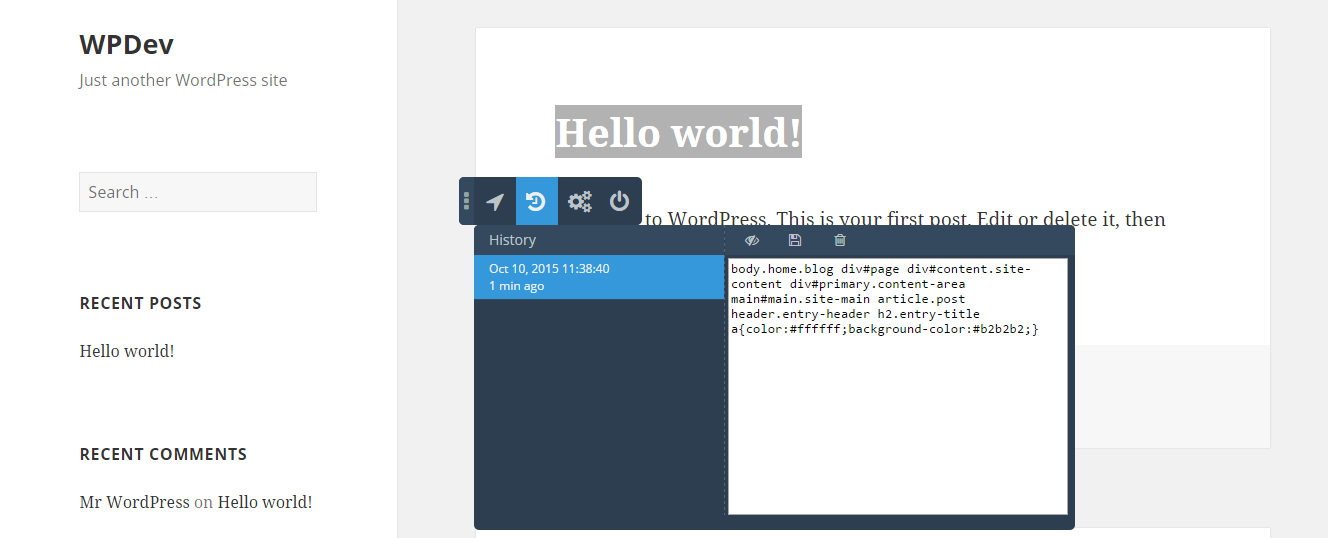 WPDev
Just another WordPress site
Search …
RECENT POSTS
Hello world!
RECENT COMMENTS
Mr WordPress on Hello world!
Hello world!
to WordPress. This is your first post. Edit or delete it, then
History
Oct 10, 2015 11:38:40
1 min ago
body.home.blog div#page div#content.site-
content div#primary.content-area
main#main.site-main article.post
header.entry-header h2.entry-title
a{color:#ffffff;background-color:#b2b2b2;}